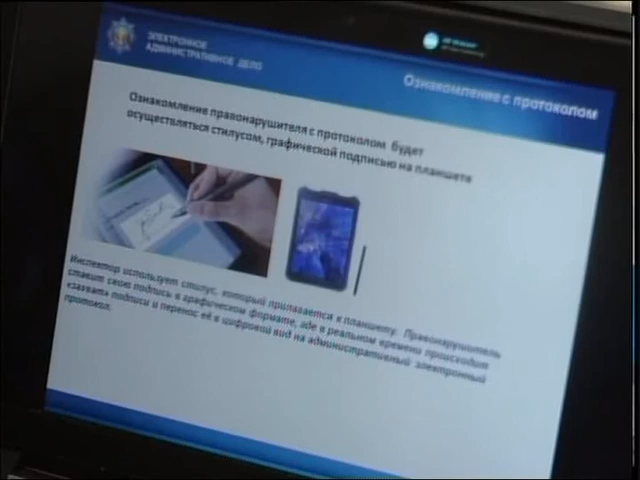 ЭЛЕКТРОННОЕ
АДМИНИСТРАТИВНОЕ ДЕЛО
Ознакомление с протоколом
Ознакомление правонарушителя с протоколом будет
осуществляться стилусом, графической подписью на планшете
Инспектор использует стилус, который прилагается к планшету. Правонарушитель
ставит свою подпись в графическом формате, где в реальном времени происходит
«захват» подписи и перенос её в цифровой вид на административный электронный
протокол.